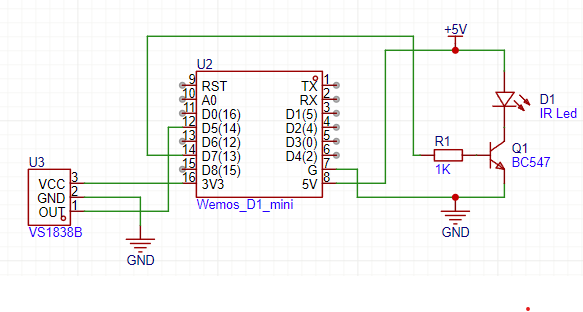 +5V
U2
9 RST TX 1
10 A0 RX 2
11 D0(16) D1(5) 3
12 D5(14) D2(4) 4
13 D6(12) D3(0) 5
14 D7(13) D4(2) 6
15 D8(15) G 7
16 3V3 5V 8
Wemos_D1_mini
D1
IR Led
R1
1K
Q1
BC547
U3
VCC 3
GND 2
OUT 1
VS1838B
GND
GND